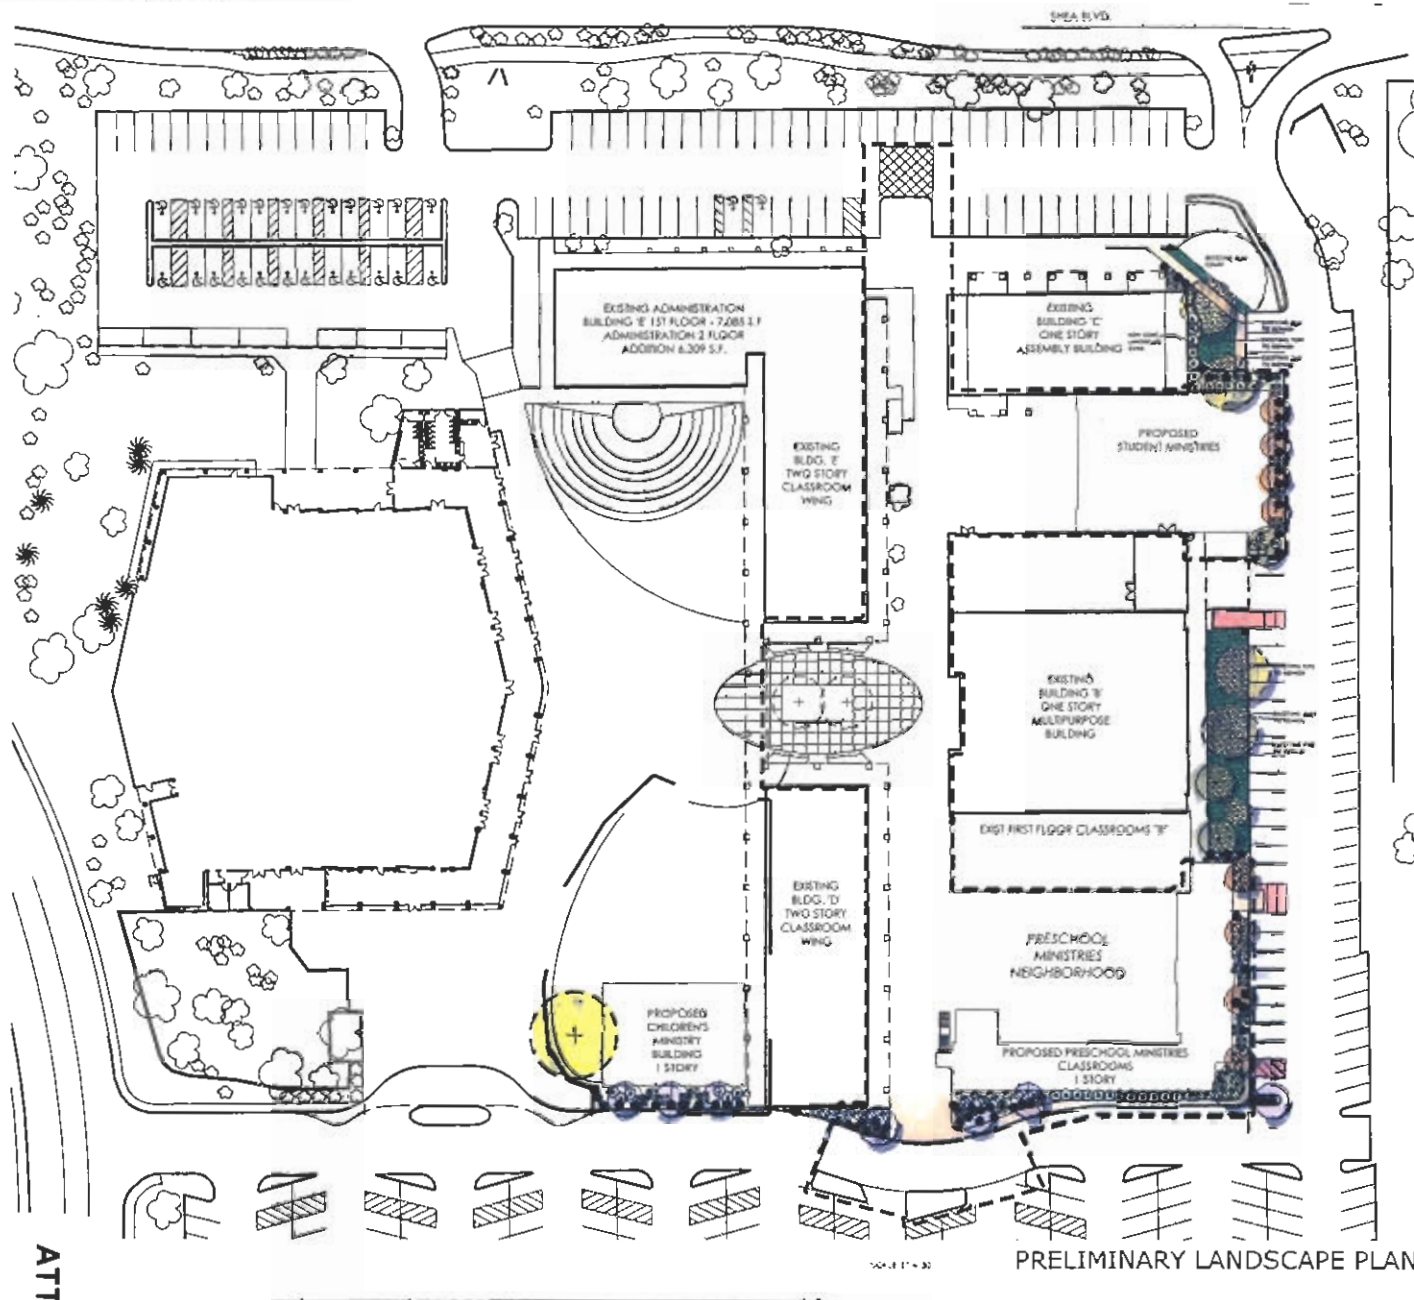 SHEA BLVD.
EXISTING ADMINISTRATION
BUILDING 'E' 1ST FLOOR - 7,085 S.F
ADMINISTRATION 2 FLOOR
ADDITION 6,309 S.F.
EXISTING
BUILDING 'C'
ONE STORY
ASSEMBLY BUILDING
PROPOSED
STUDENT MINISTRIES
EXISTING
BLDG. 'E'
TWO STORY
CLASSROOM
WING
EXISTING
BUILDING 'B'
ONE STORY
MULTIPURPOSE
BUILDING
EXIST FIRST FLOOR CLASSROOMS "B"
EXISTING
BLDG. 'D'
TWO STORY
CLASSROOM
WING
PRESCHOOL
MINISTRIES
NEIGHBORHOOD
PROPOSED
CHILDREN'S
MINISTRY
BUILDING
1 STORY
PROPOSED PRESCHOOL MINISTRIES
CLASSROOMS
1 STORY
PRELIMINARY LANDSCAPE PLAN
ATT